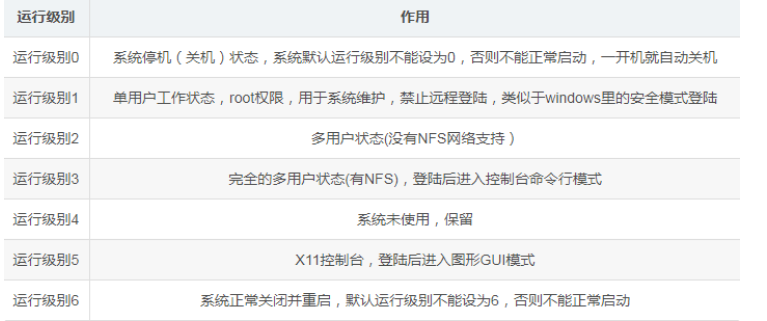 运行级别 作用
运行级别0 系统停机（关机）状态，系统默认运行级别不能设为0，否则不能正常启动，一开机就自动关机
运行级别1 单用户工作状态，root权限，用于系统维护，禁止远程登陆，类似于windows里的安全模式登陆
运行级别2 多用户状态(没有NFS网络支持）
运行级别3 完全的多用户状态(有NFS)，登陆后进入控制台命令行模式
运行级别4 系统未使用，保留
运行级别5 X11控制台，登陆后进入图形GUI模式
运行级别6 系统正常关闭并重启，默认运行级别不能设为6，否则不能正常启动